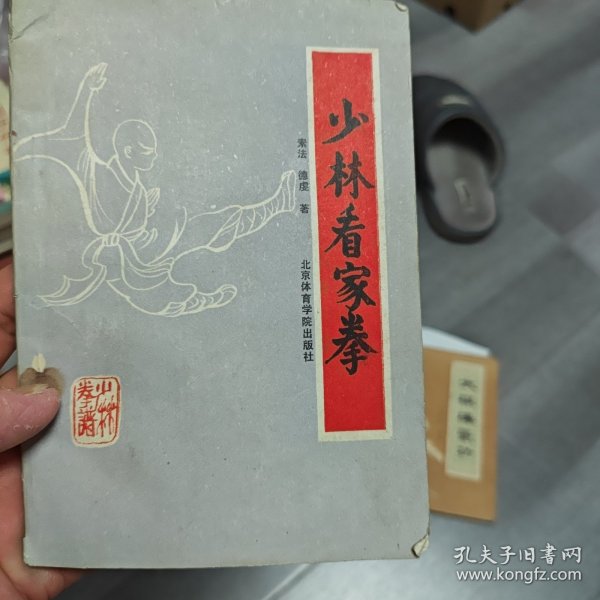 少林看家拳
素法 德虔 著
北京体育学院出版社
少林
拳谱
孔夫子旧书网
www.kongfz.com